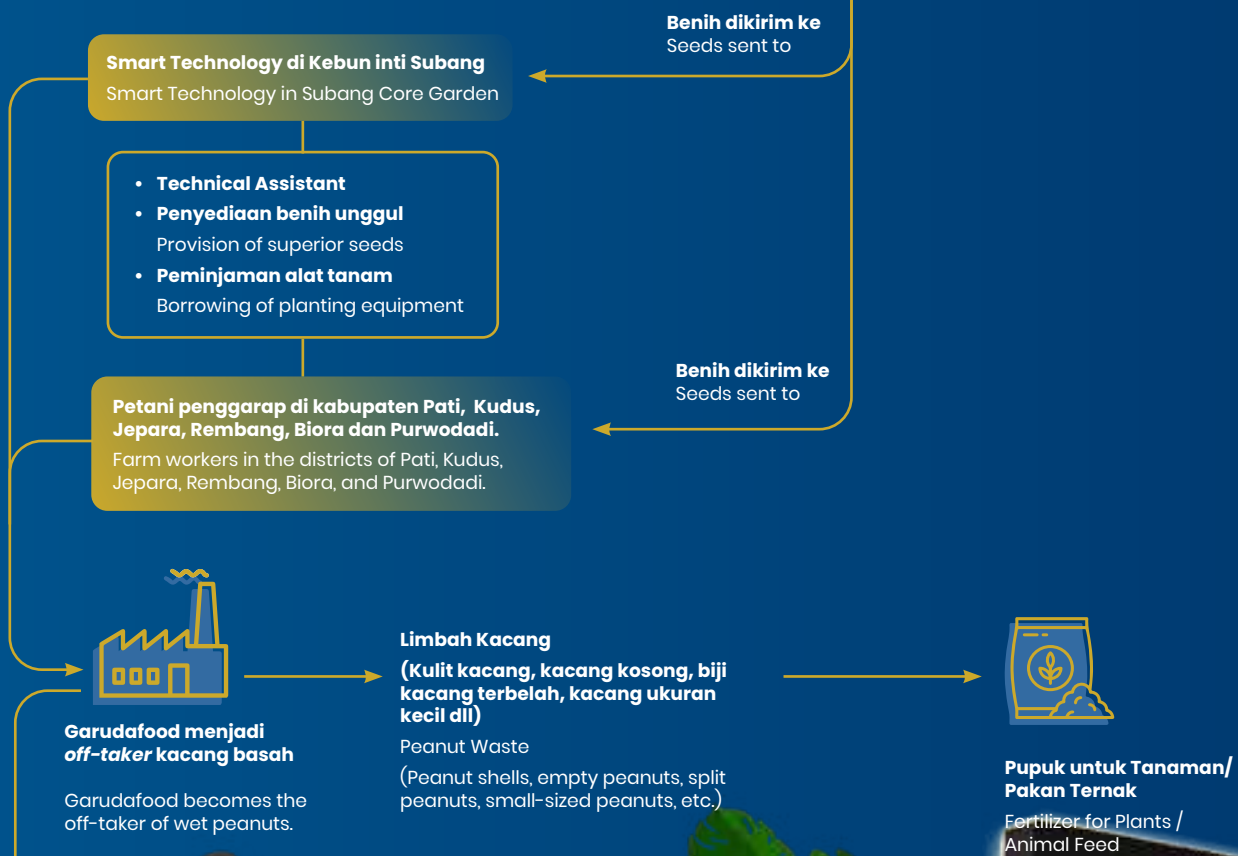 Benih dikirim ke
Seeds sent to
Smart Technology di Kebun inti Subang
Smart Technology in Subang Core Garden
• Technical Assistant
• Penyediaan benih unggul
Provision of superior seeds
• Peminjaman alat tanam
Borrowing of planting equipment
Benih dikirim ke
Seeds sent to
Petani penggarap di kabupaten Pati, Kudus,
Jepara, Rembang, Biora dan Purwodadi.
Farm workers in the districts of Pati, Kudus,
Jepara, Rembang, Biora, and Purwodadi.
Garudafood menjadi
off-taker kacang basah
Garudafood becomes the
off-taker of wet peanuts.
Limbah Kacang
(Kulit kacang, kacang kosong, biji
kacang terbelah, kacang ukuran
kecil dll)
Peanut Waste
(Peanut shells, empty peanuts, split
peanuts, small-sized peanuts, etc.)
Pupuk untuk Tanaman/
Pakan Ternak
Fertilizer for Plants /
Animal Feed